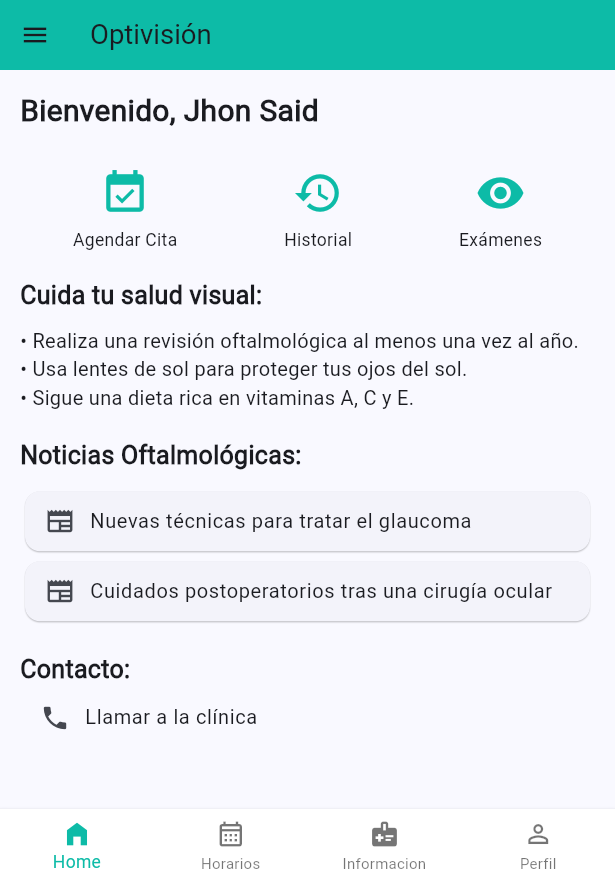 Optivisión
Bienvenido, Jhon Said
Agendar Cita
Historial
Exámenes
Cuida tu salud visual:
• Realiza una revisión oftalmológica al menos una vez al año.
• Usa lentes de sol para proteger tus ojos del sol.
• Sigue una dieta rica en vitaminas A, C y E.
Noticias Oftalmológicas:
Nuevas técnicas para tratar el glaucoma
Cuidados postoperatorios tras una cirugía ocular
Contacto:
Llamar a la clínica
Home
Horarios
Informacion
Perfil